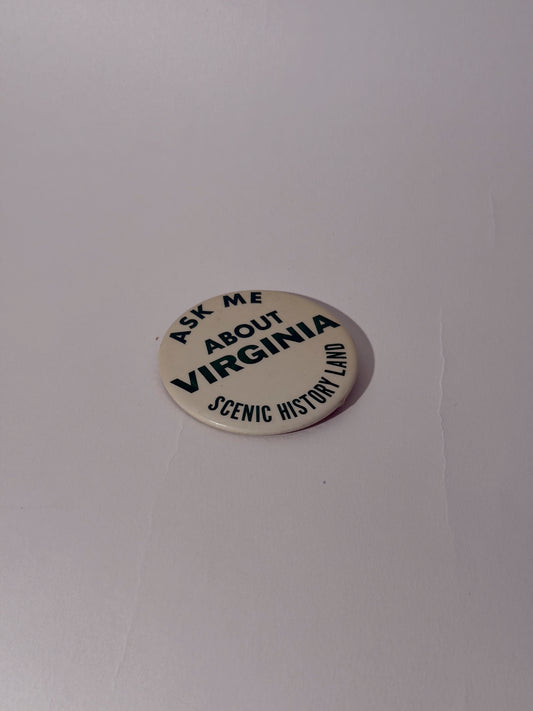 ASK ME
ABOUT
VIRGINIA
SCENIC HISTORY LAND